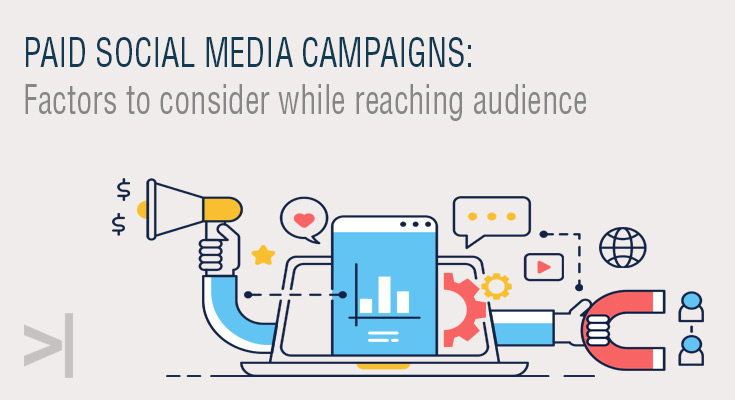 PAID SOCIAL MEDIA CAMPAIGNS:
Factors to consider while reaching audience
$
$